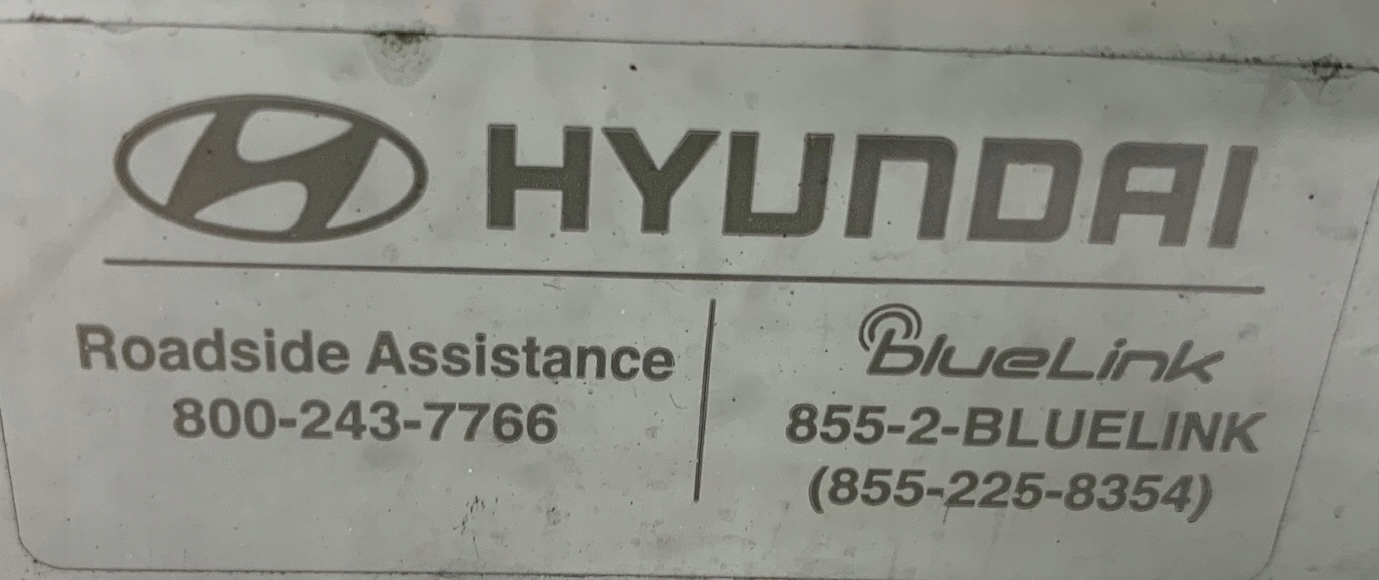 HYUNDAI
Roadside Assistance
800-243-7766
BlueLink
855-2-BLUELINK
(855-225-8354)